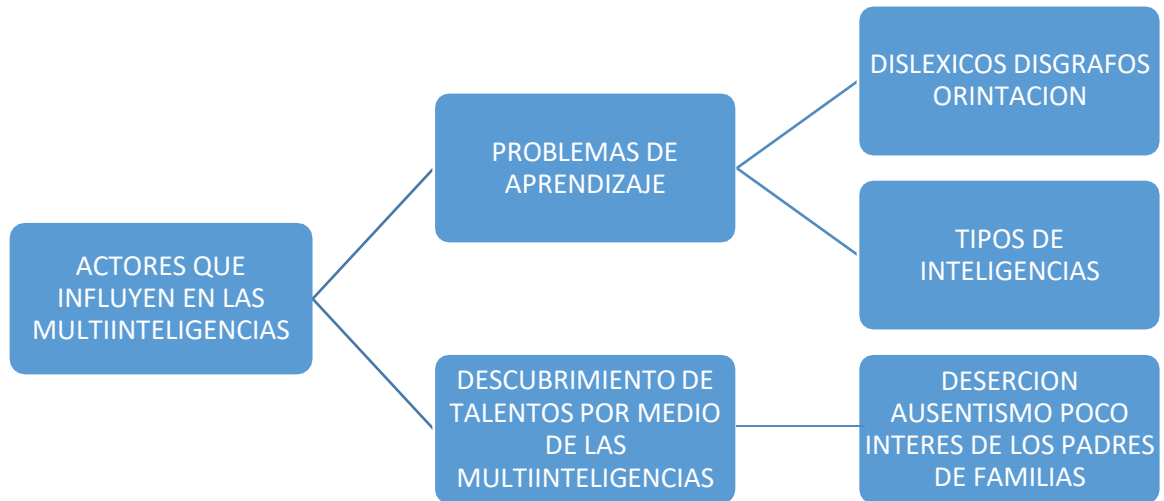 ACTORES QUE
INFLUYEN EN LAS
MULTIINTELIGENCIAS
PROBLEMAS DE
APRENDIZAJE
DISLEXICOS DISGRAFOS
ORINTACION
TIPOS DE
INTELIGENCIAS
DESCUBRIMIENTO DE
TALENTOS POR MEDIO
DE LAS
MULTIINTELIGENCIAS
DESERCION
AUSENTISMO POCO
INTERES DE LOS PADRES
DE FAMILIAS